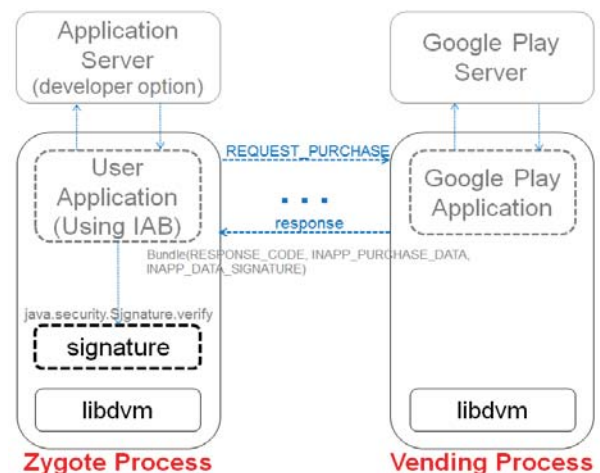 Application
Server
(developer option)
Google Play
Server
REQUEST_PURCHASE
User
Application
(Using IAB)
Google Play
Application
. . .
response
Bundle(RESPONSE_CODE, INAPP_PURCHASE_DATA,
INAPP_DATA_SIGNATURE)
java.security.Signature.verify
signature
libdvm
libdvm
Zygote Process
Vending Process